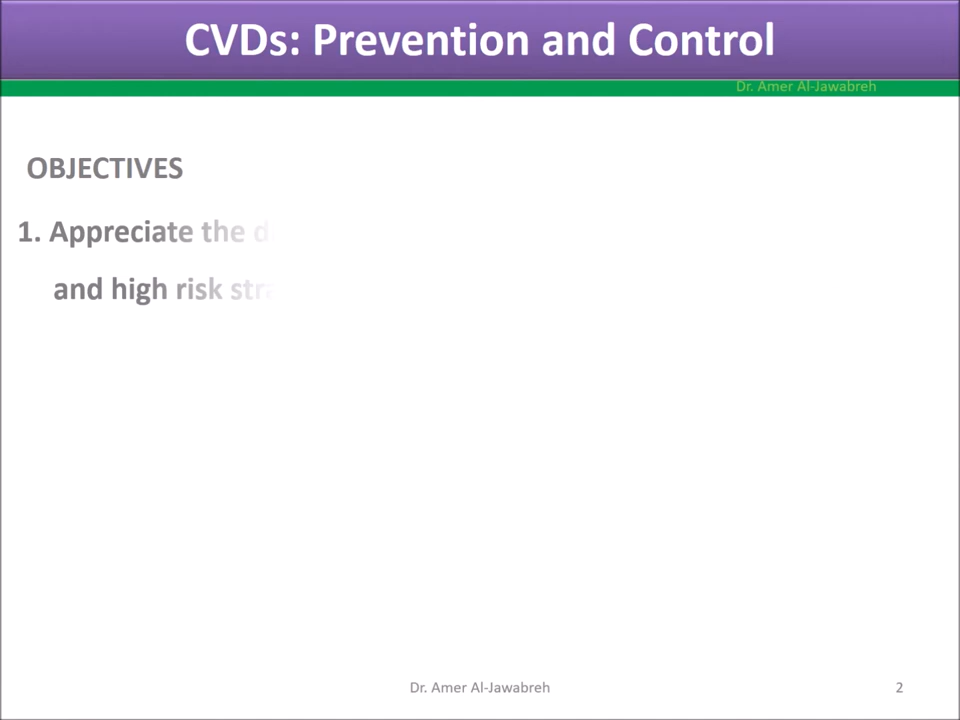 CVDs: Prevention and Control
Dr. Amer Al-Jawabreh
OBJECTIVES
1. Appreciate the
and high risk
Dr. Amer Al-Jawabreh
2